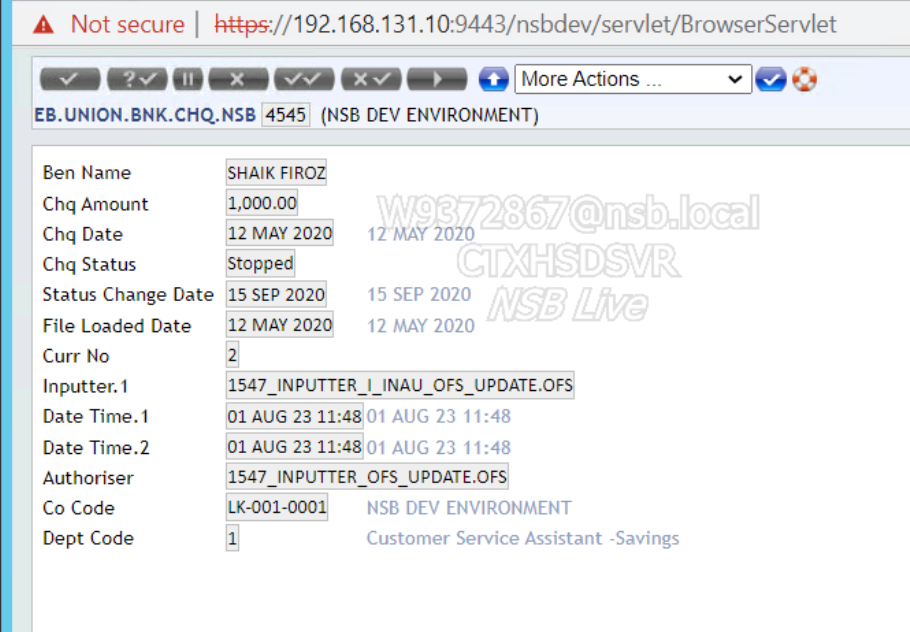 Not secure | https://192.168.131.10:9443/nsbdev/servlet/BrowserServlet
More Actions ...
EB.UNION.BNK.CHQ.NSB 4545 (NSB DEV ENVIRONMENT)
Ben Name SHAIK FIROZ
Chq Amount 1,000.00
W9372867@nsb.local
Chq Date 12 MAY 2020 12 MAY 2020
Chq Status Stopped
CTXHSDSVR
Status Change Date 15 SEP 2020 15 SEP 2020
NSB Live
File Loaded Date 12 MAY 2020 12 MAY 2020
Curr No 2
Inputter.1 1547_INPUTTER_I_INAU_OFS_UPDATE.OFS
Date Time.1 01 AUG 23 11:48 01 AUG 23 11:48
Date Time.2 01 AUG 23 11:48 01 AUG 23 11:48
Authoriser 1547_INPUTTER_OFS_UPDATE.OFS
Co Code LK-001-0001 NSB DEV ENVIRONMENT
Dept Code 1 Customer Service Assistant -Savings